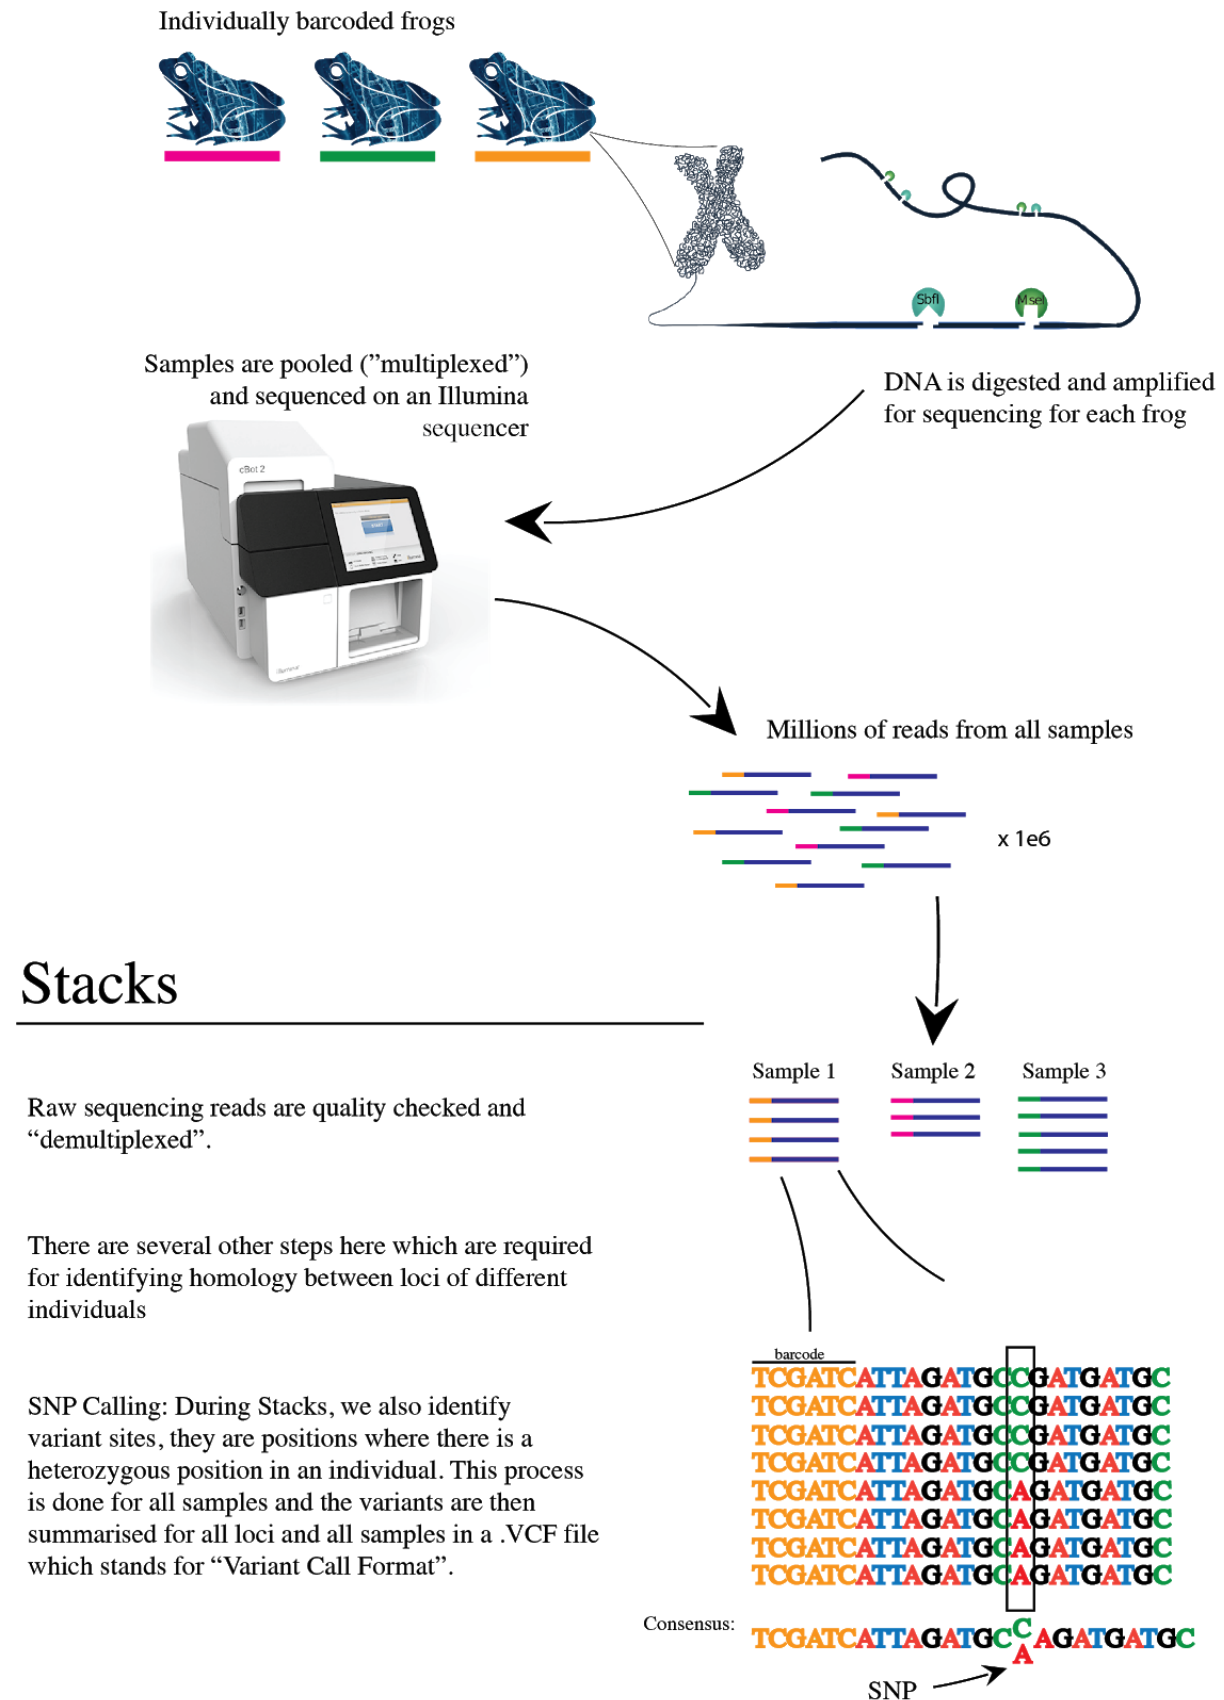 Individually barcoded frogs
SbfI
MseI
Samples are pooled (”multiplexed”)
and sequenced on an Illumina
sequencer
DNA is digested and amplified
for sequencing for each frog
cBot 2
START
illumina
Millions of reads from all samples
x 1e6
Stacks
Sample 1
Sample 2
Sample 3
Raw sequencing reads are quality checked and
“demultiplexed”.
There are several other steps here which are required
for identifying homology between loci of different
individuals
barcode
TCGATCATTAGATGCCGATGATGC
TCGATCATTAGATGCCGATGATGC
TCGATCATTAGATGCCGATGATGC
TCGATCATTAGATGCCGATGATGC
TCGATCATTAGATGCAGATGATGC
TCGATCATTAGATGCAGATGATGC
TCGATCATTAGATGCAGATGATGC
TCGATCATTAGATGCAGATGATGC
SNP Calling: During Stacks, we also identify
variant sites, they are positions where there is a
heterozygous position in an individual. This process
is done for all samples and the variants are then
summarised for all loci and all samples in a .VCF file
which stands for “Variant Call Format”.
Consensus:
TCGATCATTAGATGC
C
A
AGATGATGC
SNP